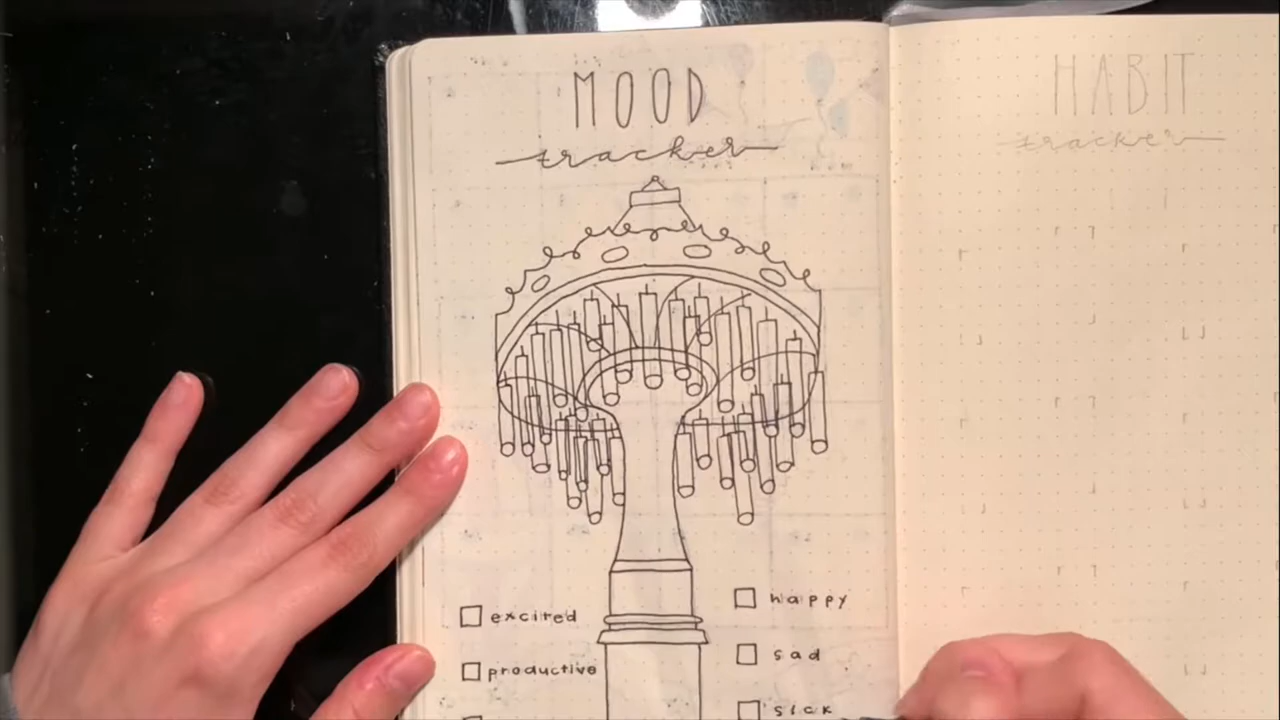 MOOD
tracker
HABIT
tracker
excited
happy
productive
sad
sick